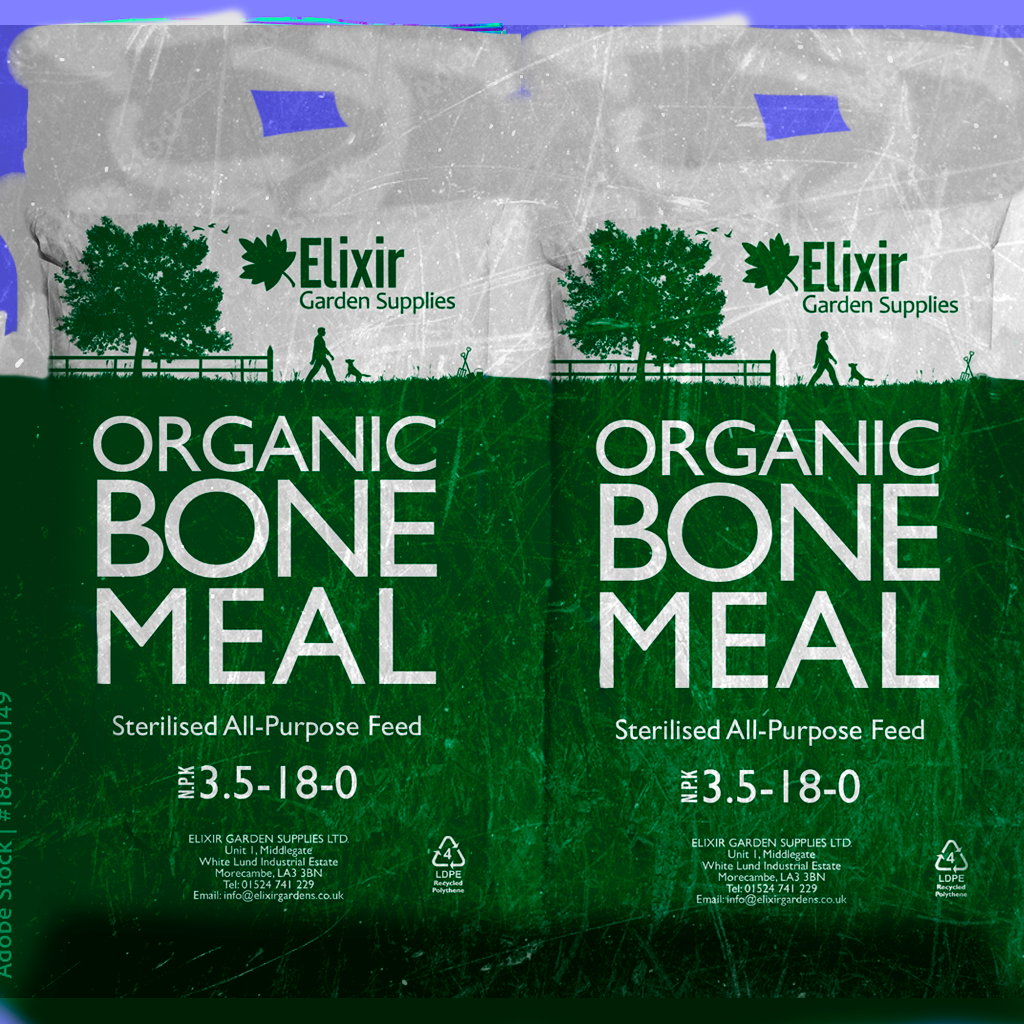 Elixir
Garden Supplies
ORGANIC
BONE
MEAL
Sterilised All-Purpose Feed
N.P.K 3.5-18-0
ELIXIR GARDEN SUPPLIES LTD.
Unit 1, Middlegate
White Lund Industrial Estate
Morecambe, LA3 3BN
Tel: 01524 741 229
Email: info@elixirgardens.co.uk
4
LDPE
Recycled
Polythene
Elixir
Garden Supplies
ORGANIC
BONE
MEAL
Sterilised All-Purpose Feed
N.P.K 3.5-18-0
ELIXIR GARDEN SUPPLIES LTD.
Unit 1, Middlegate
White Lund Industrial Estate
Morecambe, LA3 3BN
Tel: 01524 741 229
Email: info@elixirgardens.co.uk
4
LDPE
Recycled
Polythene
Adobe Stock | #184680149